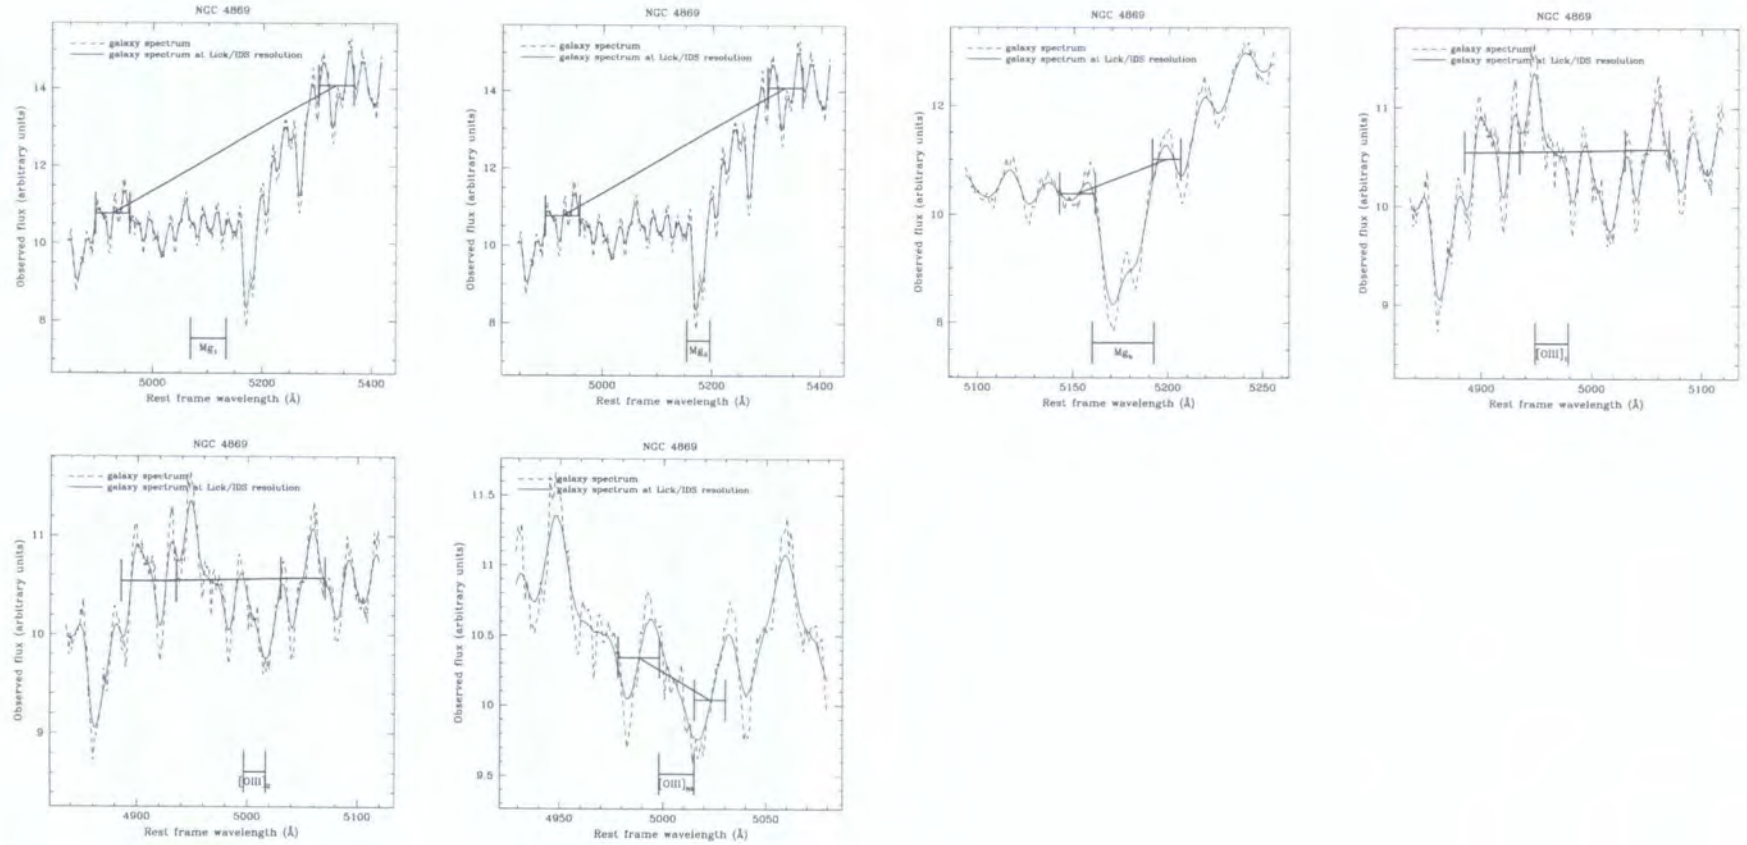 NGC 4869
galaxy spectrum
galaxy spectrum at Lick/IDS resolution
Observed flux (arbitrary units)
14
12
10
8
Mg₁
5000
5200
5400
Rest frame wavelength (Å)
NGC 4869
galaxy spectrum
galaxy spectrum at Lick/IDS resolution
Observed flux (arbitrary units)
14
12
10
8
Mg₂
5000
5200
5400
Rest frame wavelength (Å)
NGC 4869
galaxy spectrum
galaxy spectrum at Lick/IDS resolution
Observed flux (arbitrary units)
12
10
8
Mg_b
5100
5150
5200
5250
Rest frame wavelength (Å)
NGC 4869
galaxy spectrum
galaxy spectrum at Lick/IDS resolution
Observed flux (arbitrary units)
11
10
9
[OIII]₁
4900
5000
5100
Rest frame wavelength (Å)
NGC 4869
galaxy spectrum
galaxy spectrum at Lick/IDS resolution
Observed flux (arbitrary units)
11
10
9
[OIII]₂
4900
5000
5100
Rest frame wavelength (Å)
NGC 4869
galaxy spectrum
galaxy spectrum at Lick/IDS resolution
Observed flux (arbitrary units)
11.5
11
10.5
10
9.5
[OIII]
4950
5000
5050
Rest frame wavelength (Å)